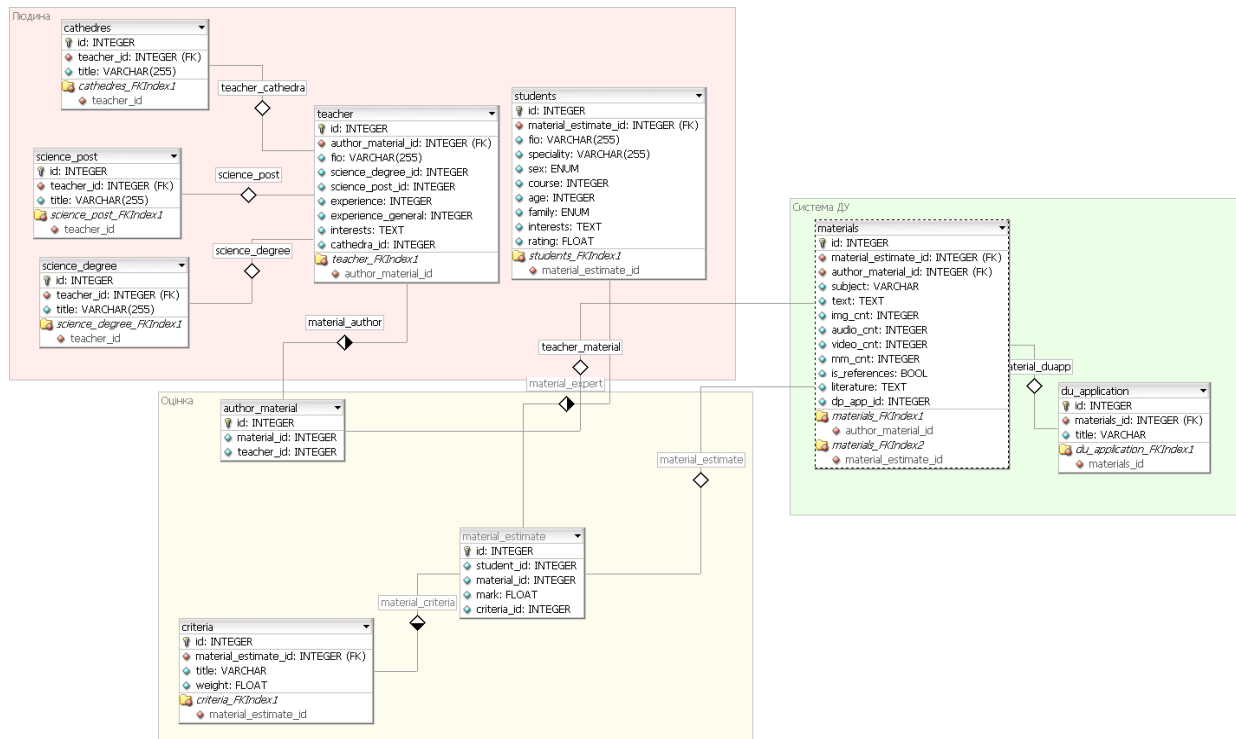 Людина
cathedres
id: INTEGER
teacher_id: INTEGER (FK)
title: VARCHAR(255)
cathedres_FKIndex1
teacher_id
teacher_cathedra
science_post
id: INTEGER
teacher_id: INTEGER (FK)
title: VARCHAR(255)
science_post_FKIndex1
teacher_id
science_post
science_degree
id: INTEGER
teacher_id: INTEGER (FK)
title: VARCHAR(255)
science_degree_FKIndex1
teacher_id
science_degree
teacher
id: INTEGER
author_material_id: INTEGER (FK)
fio: VARCHAR(255)
science_degree_id: INTEGER
science_post_id: INTEGER
experience: INTEGER
experience_general: INTEGER
interests: TEXT
cathedra_id: INTEGER
teacher_FKIndex1
author_material_id
students
id: INTEGER
material_estimate_id: INTEGER (FK)
fio: VARCHAR(255)
speciality: VARCHAR(255)
sex: ENUM
course: INTEGER
age: INTEGER
family: ENUM
interests: TEXT
rating: FLOAT
students_FKIndex1
material_estimate_id
material_author
teacher_material
material_expert
Система ДУ
materials
id: INTEGER
material_estimate_id: INTEGER (FK)
author_material_id: INTEGER (FK)
subject: VARCHAR
text: TEXT
img_cnt: INTEGER
audio_cnt: INTEGER
video_cnt: INTEGER
mm_cnt: INTEGER
is_references: BOOL
literature: TEXT
dp_app_id: INTEGER
materials_FKIndex1
author_material_id
materials_FKIndex2
material_estimate_id
aterial_duapp
du_application
id: INTEGER
materials_id: INTEGER (FK)
title: VARCHAR
du_application_FKIndex1
materials_id
Оцінка
author_material
id: INTEGER
material_id: INTEGER
teacher_id: INTEGER
material_estimate
material_estimate
id: INTEGER
student_id: INTEGER
material_id: INTEGER
mark: FLOAT
criteria_id: INTEGER
material_criteria
criteria
id: INTEGER
material_estimate_id: INTEGER (FK)
title: VARCHAR
weight: FLOAT
criteria_FKIndex1
material_estimate_id